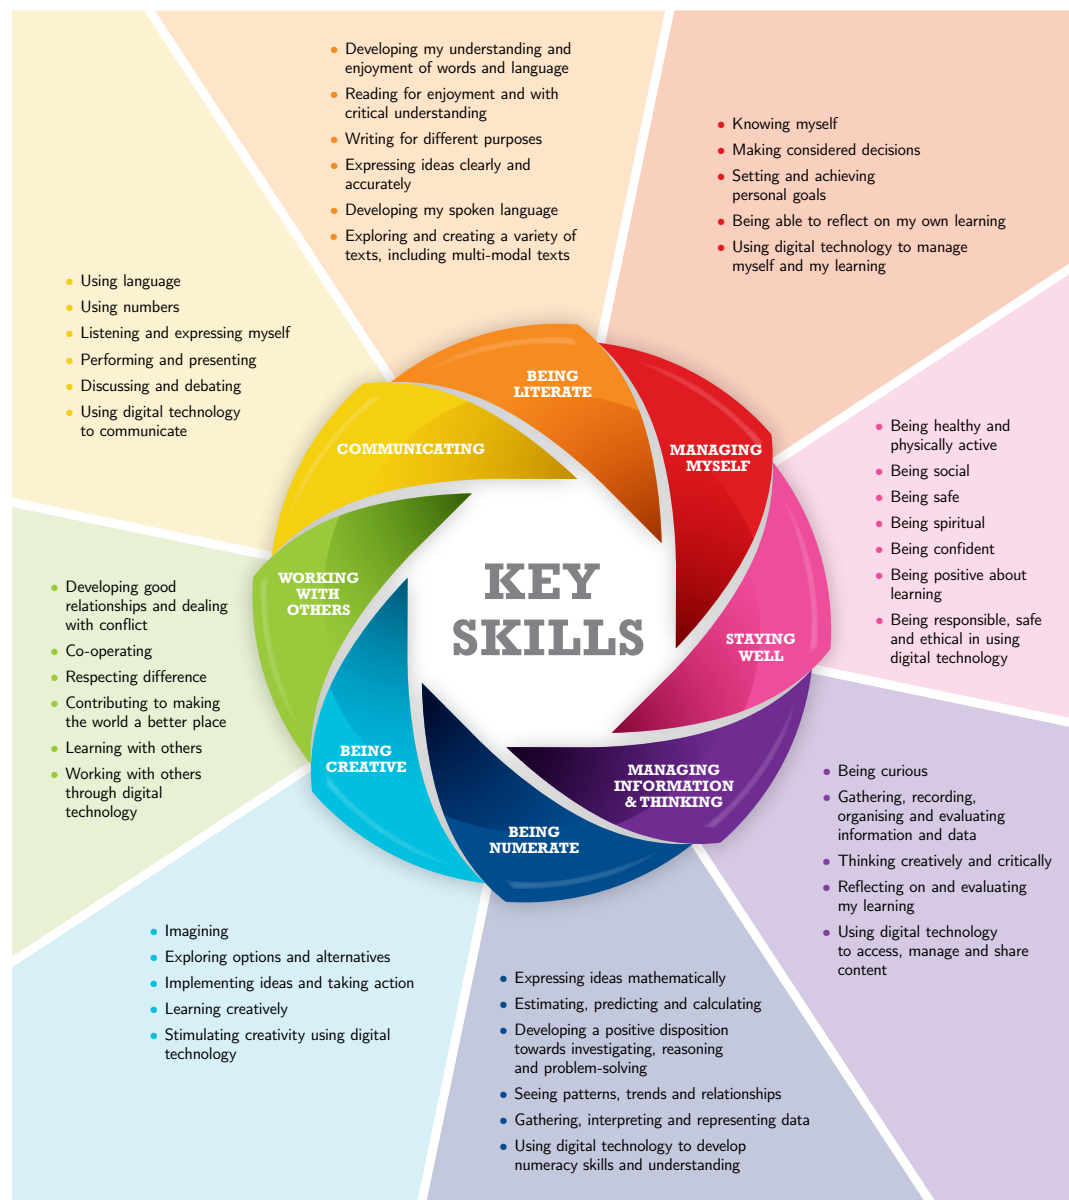 • Developing my understanding and
enjoyment of words and language
• Reading for enjoyment and with
critical understanding
• Writing for different purposes
• Expressing ideas clearly and
accurately
• Developing my spoken language
• Exploring and creating a variety of
texts, including multi-modal texts
• Knowing myself
• Making considered decisions
• Setting and achieving
personal goals
• Being able to reflect on my own learning
• Using digital technology to manage
myself and my learning
• Using language
• Using numbers
• Listening and expressing myself
• Performing and presenting
• Discussing and debating
• Using digital technology
to communicate
BEING
LITERATE
COMMUNICATING
MANAGING
MYSELF
• Being healthy and
physically active
• Being social
• Being safe
• Being spiritual
• Being confident
• Being positive about
learning
• Being responsible, safe
and ethical in using
digital technology
WORKING
WITH
OTHERS
KEY
SKILLS
STAYING
WELL
• Developing good
relationships and dealing
with conflict
• Co-operating
• Respecting difference
• Contributing to making
the world a better place
• Learning with others
• Working with others
through digital
technology
BEING
CREATIVE
MANAGING
INFORMATION
& THINKING
BEING
NUMERATE
• Being curious
• Gathering, recording,
organising and evaluating
information and data
• Thinking creatively and critically
• Reflecting on and evaluating
my learning
• Using digital technology
to access, manage and share
content
• Imagining
• Exploring options and alternatives
• Implementing ideas and taking action
• Learning creatively
• Stimulating creativity using digital
technology
• Expressing ideas mathematically
• Estimating, predicting and calculating
• Developing a positive disposition
towards investigating, reasoning
and problem-solving
• Seeing patterns, trends and relationships
• Gathering, interpreting and representing data
• Using digital technology to develop
numeracy skills and understanding